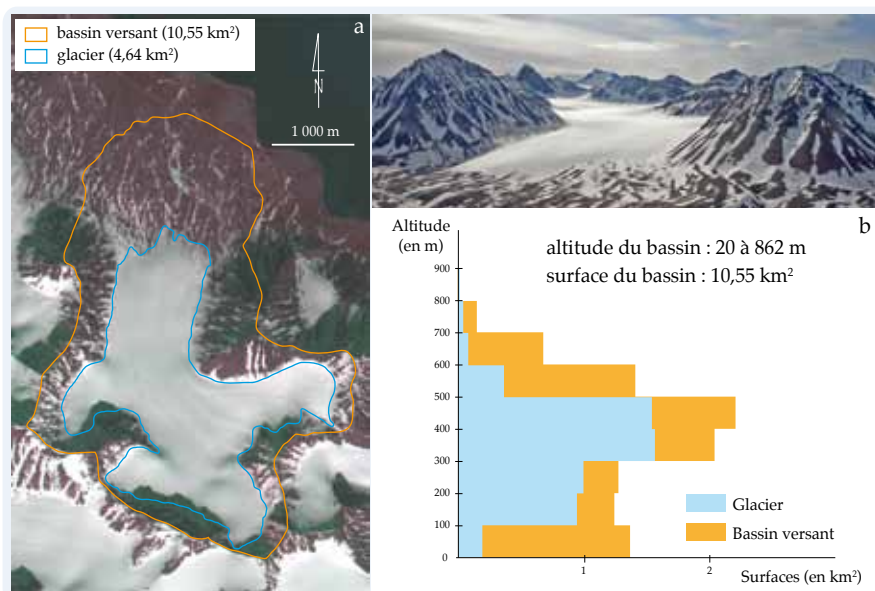 bassin versant (10,55 km²)
glacier (4,64 km²)
a
N
1 000 m
b
Altitude
(en m)
altitude du bassin : 20 à 862 m
surface du bassin : 10,55 km²
900
800
700
600
500
400
300
200
100
0
Glacier
Bassin versant
1
2
Surfaces (en km²)